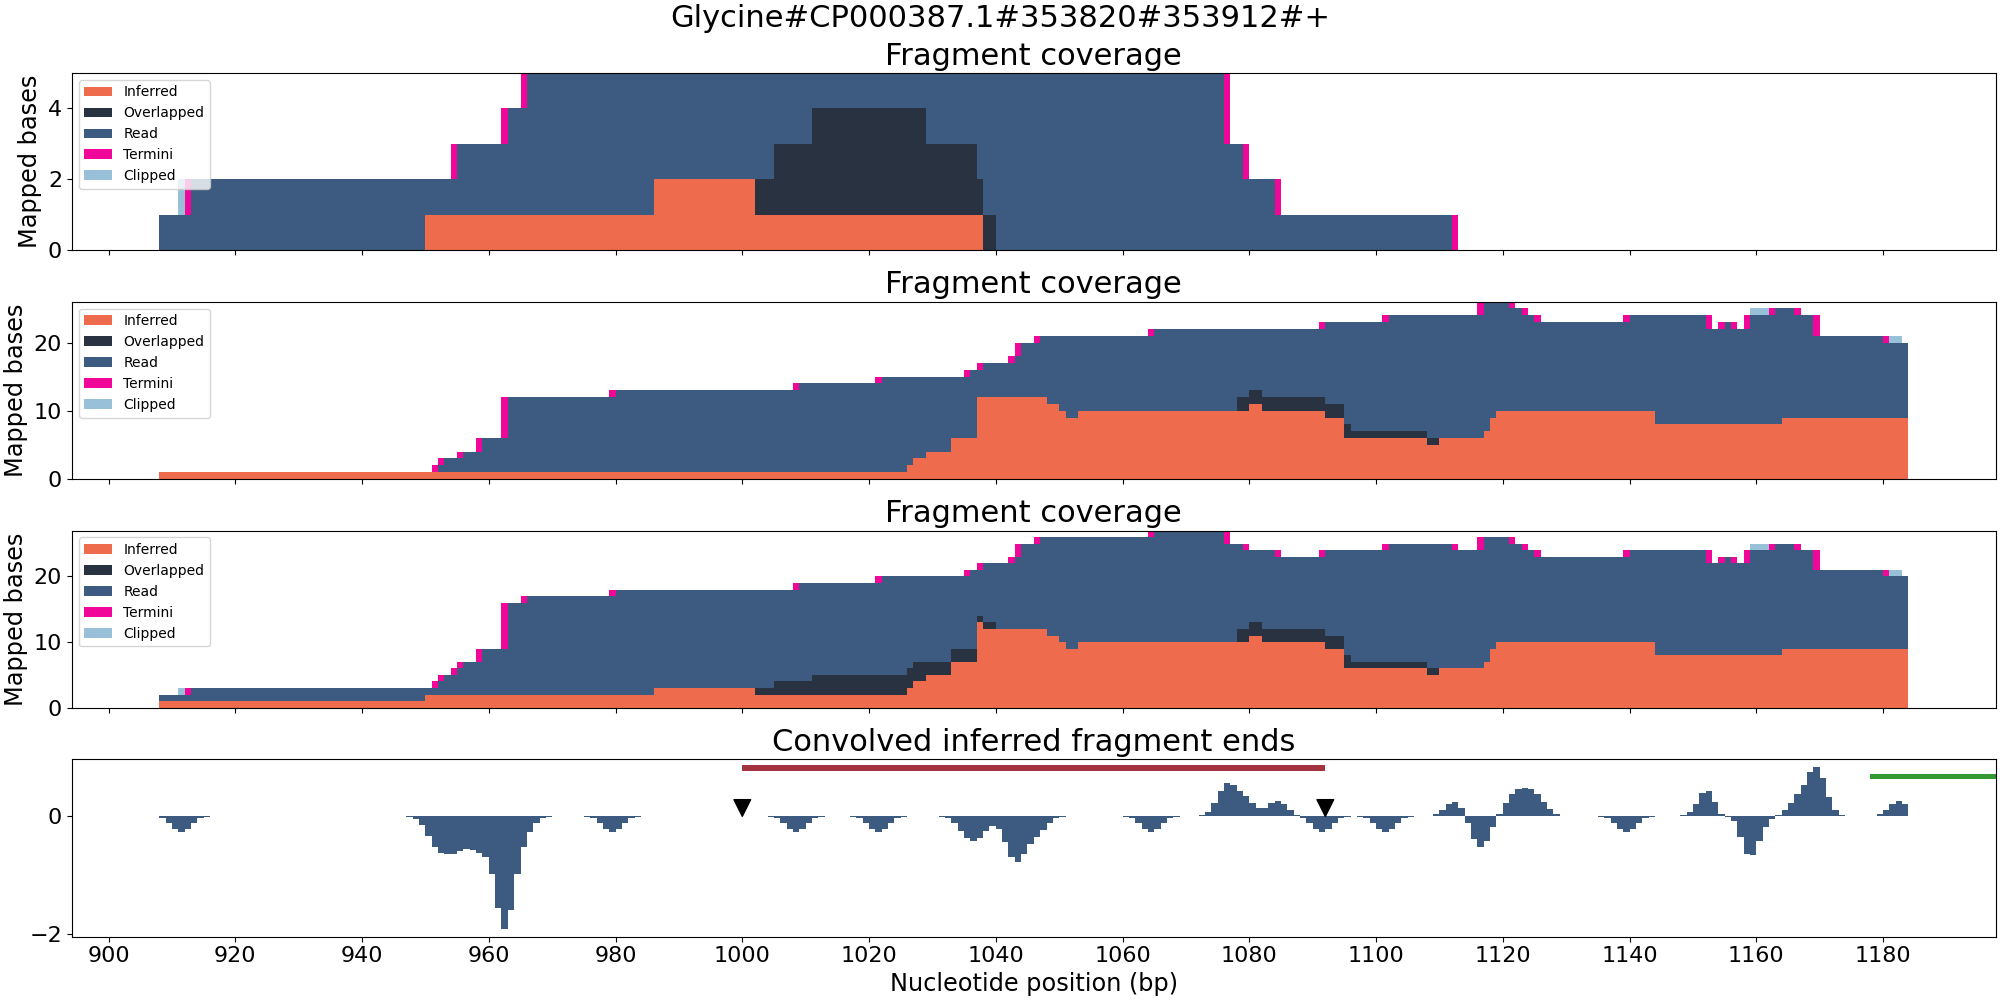 Glycine#CP000387.1#353820#353912#+
Fragment coverage
Mapped bases
4
2
0
Inferred
Overlapped
Read
Termini
Clipped
Fragment coverage
Mapped bases
20
10
0
Inferred
Overlapped
Read
Termini
Clipped
Fragment coverage
Mapped bases
20
10
0
Inferred
Overlapped
Read
Termini
Clipped
Convolved inferred fragment ends
0
−2
900 920 940 960 980 1000 1020 1040 1060 1080 1100 1120 1140 1160 1180
Nucleotide position (bp)